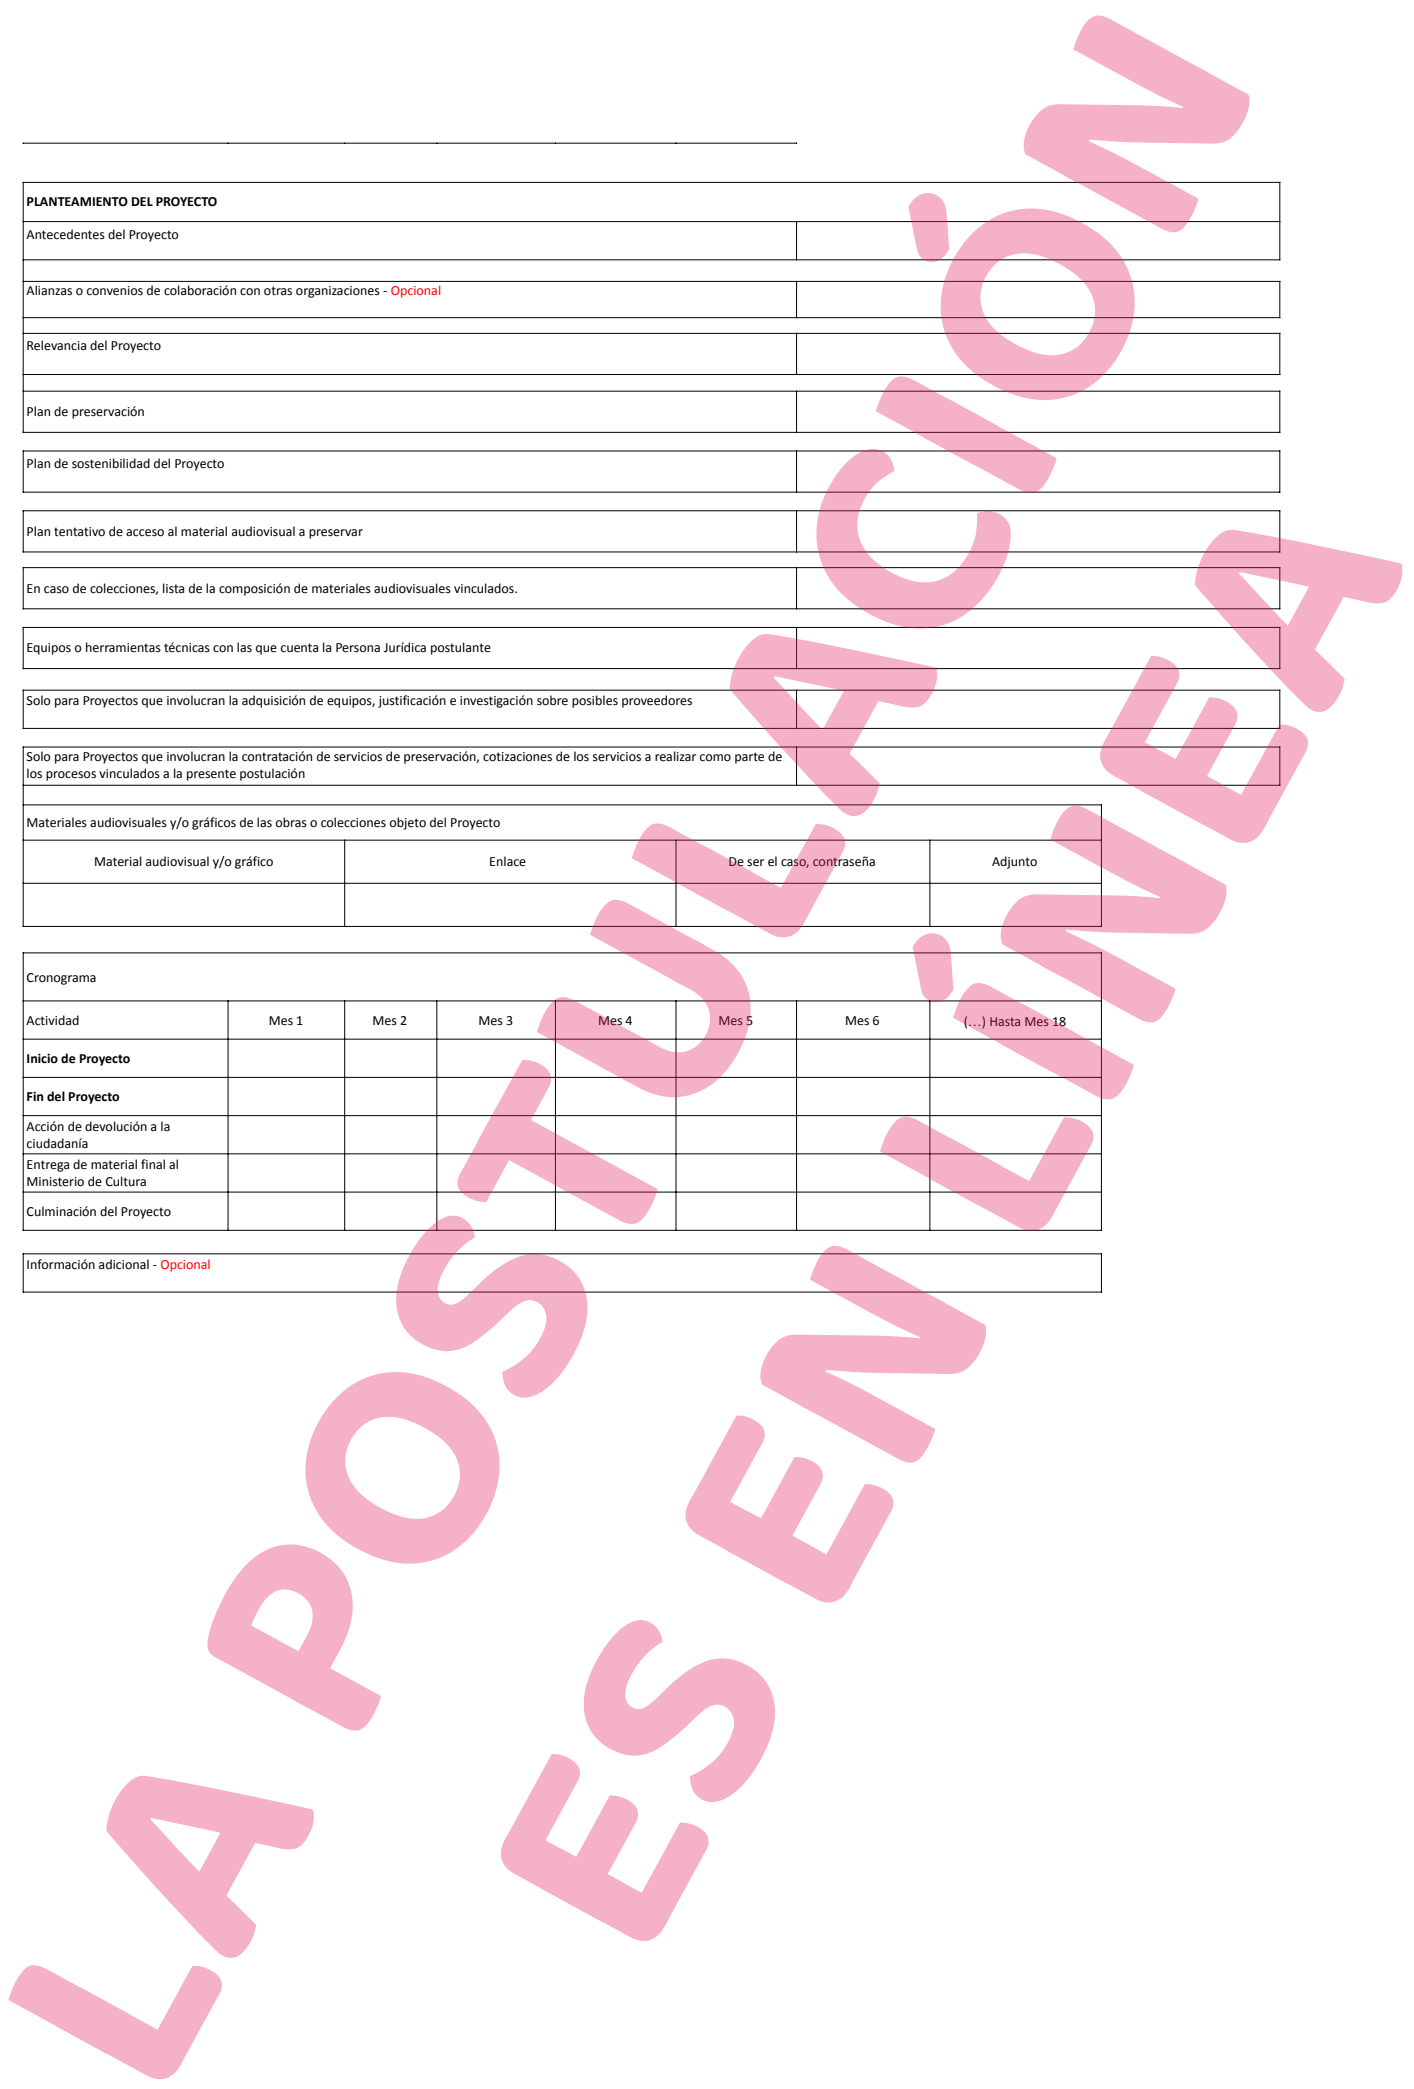 PLANTEAMIENTO DEL PROYECTO
Antecedentes del Proyecto
Alianzas o convenios de colaboración con otras organizaciones - Opcional
Relevancia del Proyecto
Plan de preservación
Plan de sostenibilidad del Proyecto
Plan tentativo de acceso al material audiovisual a preservar
En caso de colecciones, lista de la composición de materiales audiovisuales vinculados.
Equipos o herramientas técnicas con las que cuenta la Persona Jurídica postulante
Solo para Proyectos que involucran la adquisición de equipos, justificación e investigación sobre posibles proveedores
Solo para Proyectos que involucran la contratación de servicios de preservación, cotizaciones de los servicios a realizar como parte de
los procesos vinculados a la presente postulación
Materiales audiovisuales y/o gráficos de las obras o colecciones objeto del Proyecto
Material audiovisual y/o gráfico Enlace De ser el caso, contraseña Adjunto
Cronograma
Actividad Mes 1 Mes 2 Mes 3 Mes 4 Mes 5 Mes 6 (...) Hasta Mes 18
Inicio de Proyecto
Fin del Proyecto
Acción de devolución a la
ciudadanía
Entrega de material final al
Ministerio de Cultura
Culminación del Proyecto
Información adicional - Opcional
LA POSTULACIÓN
ES EN LÍNEA